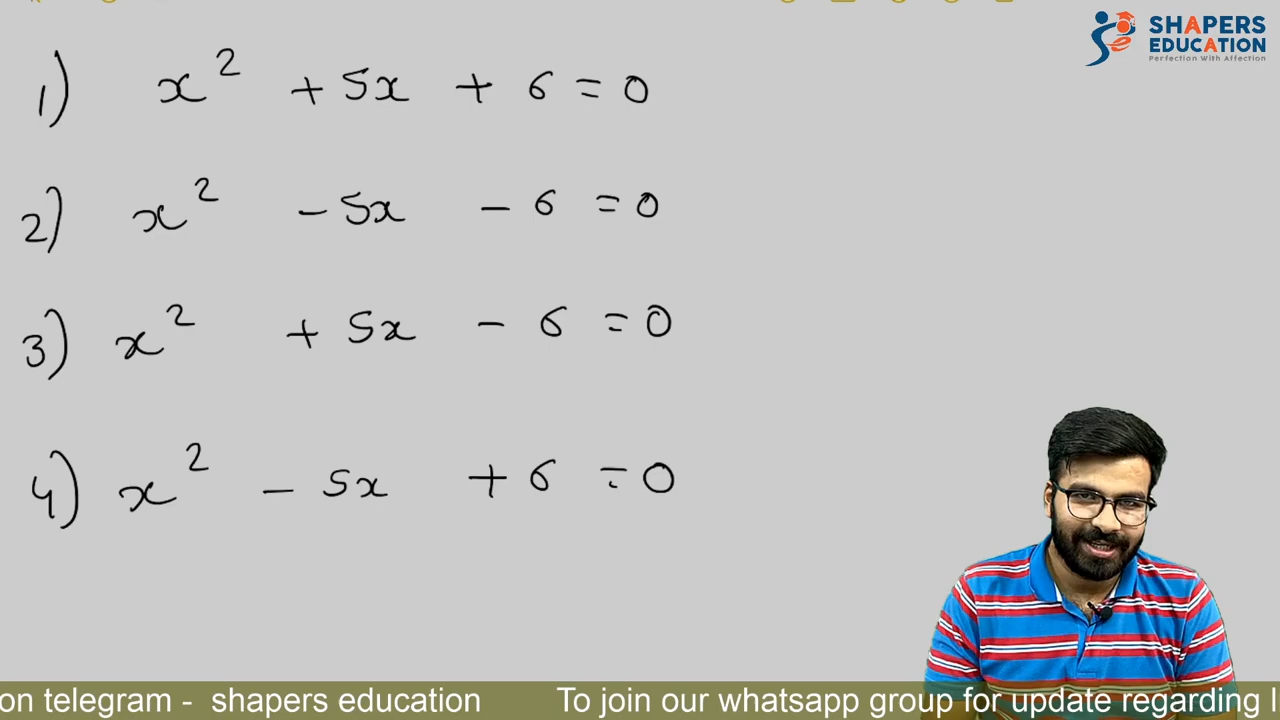 SHAPERS
EDUCATION
Perfection With Affection
1) x² + 5x + 6 = 0
2) x² - 5x - 6 = 0
3) x² + 5x - 6 = 0
4) x² - 5x + 6 = 0
on telegram - shapers education To join our whatsapp group for update regarding